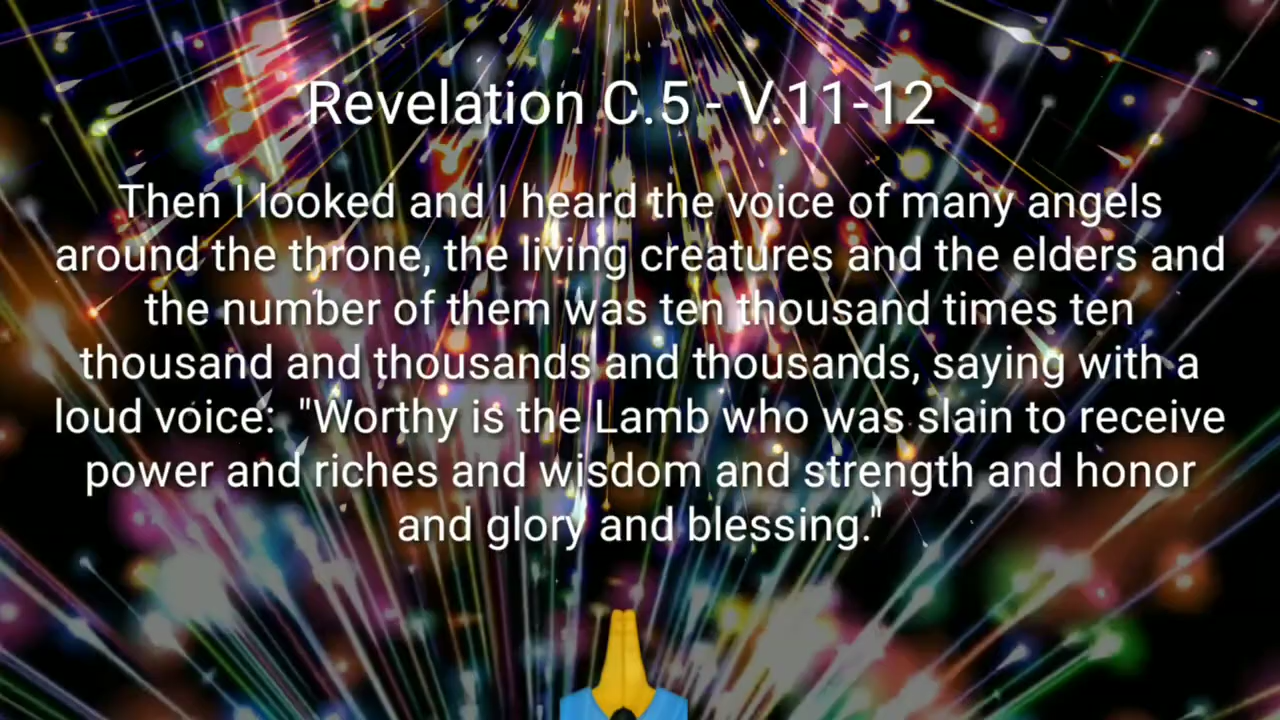 Revelation C.5 - V.11-12
Then I looked and I heard the voice of many angels
around the throne, the living creatures and the elders and
the number of them was ten thousand times ten
thousand and thousands and thousands, saying with a
loud voice:  "Worthy is the Lamb who was slain to receive
power and riches and wisdom and strength and honor
and glory and blessing."